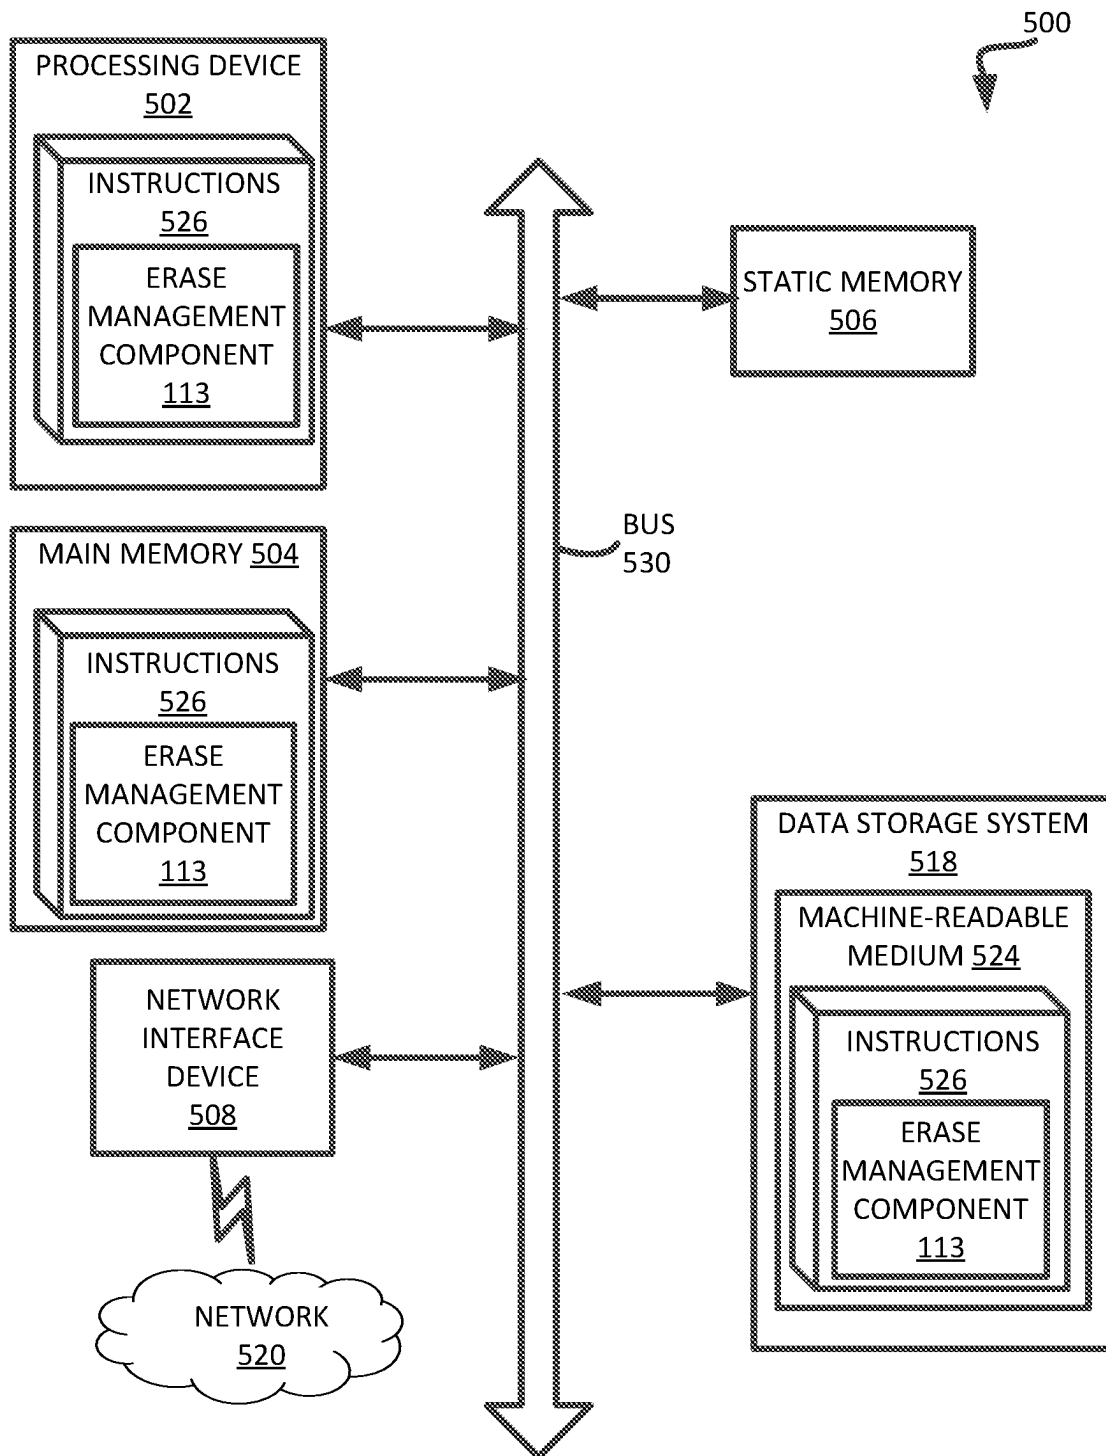 500
PROCESSING DEVICE
502
INSTRUCTIONS
526
ERASE
MANAGEMENT
COMPONENT
113
STATIC MEMORY
506
BUS
530
MAIN MEMORY 504
INSTRUCTIONS
526
ERASE
MANAGEMENT
COMPONENT
113
DATA STORAGE SYSTEM
518
MACHINE-READABLE
MEDIUM 524
INSTRUCTIONS
526
ERASE
MANAGEMENT
COMPONENT
113
NETWORK
INTERFACE
DEVICE
508
NETWORK
520